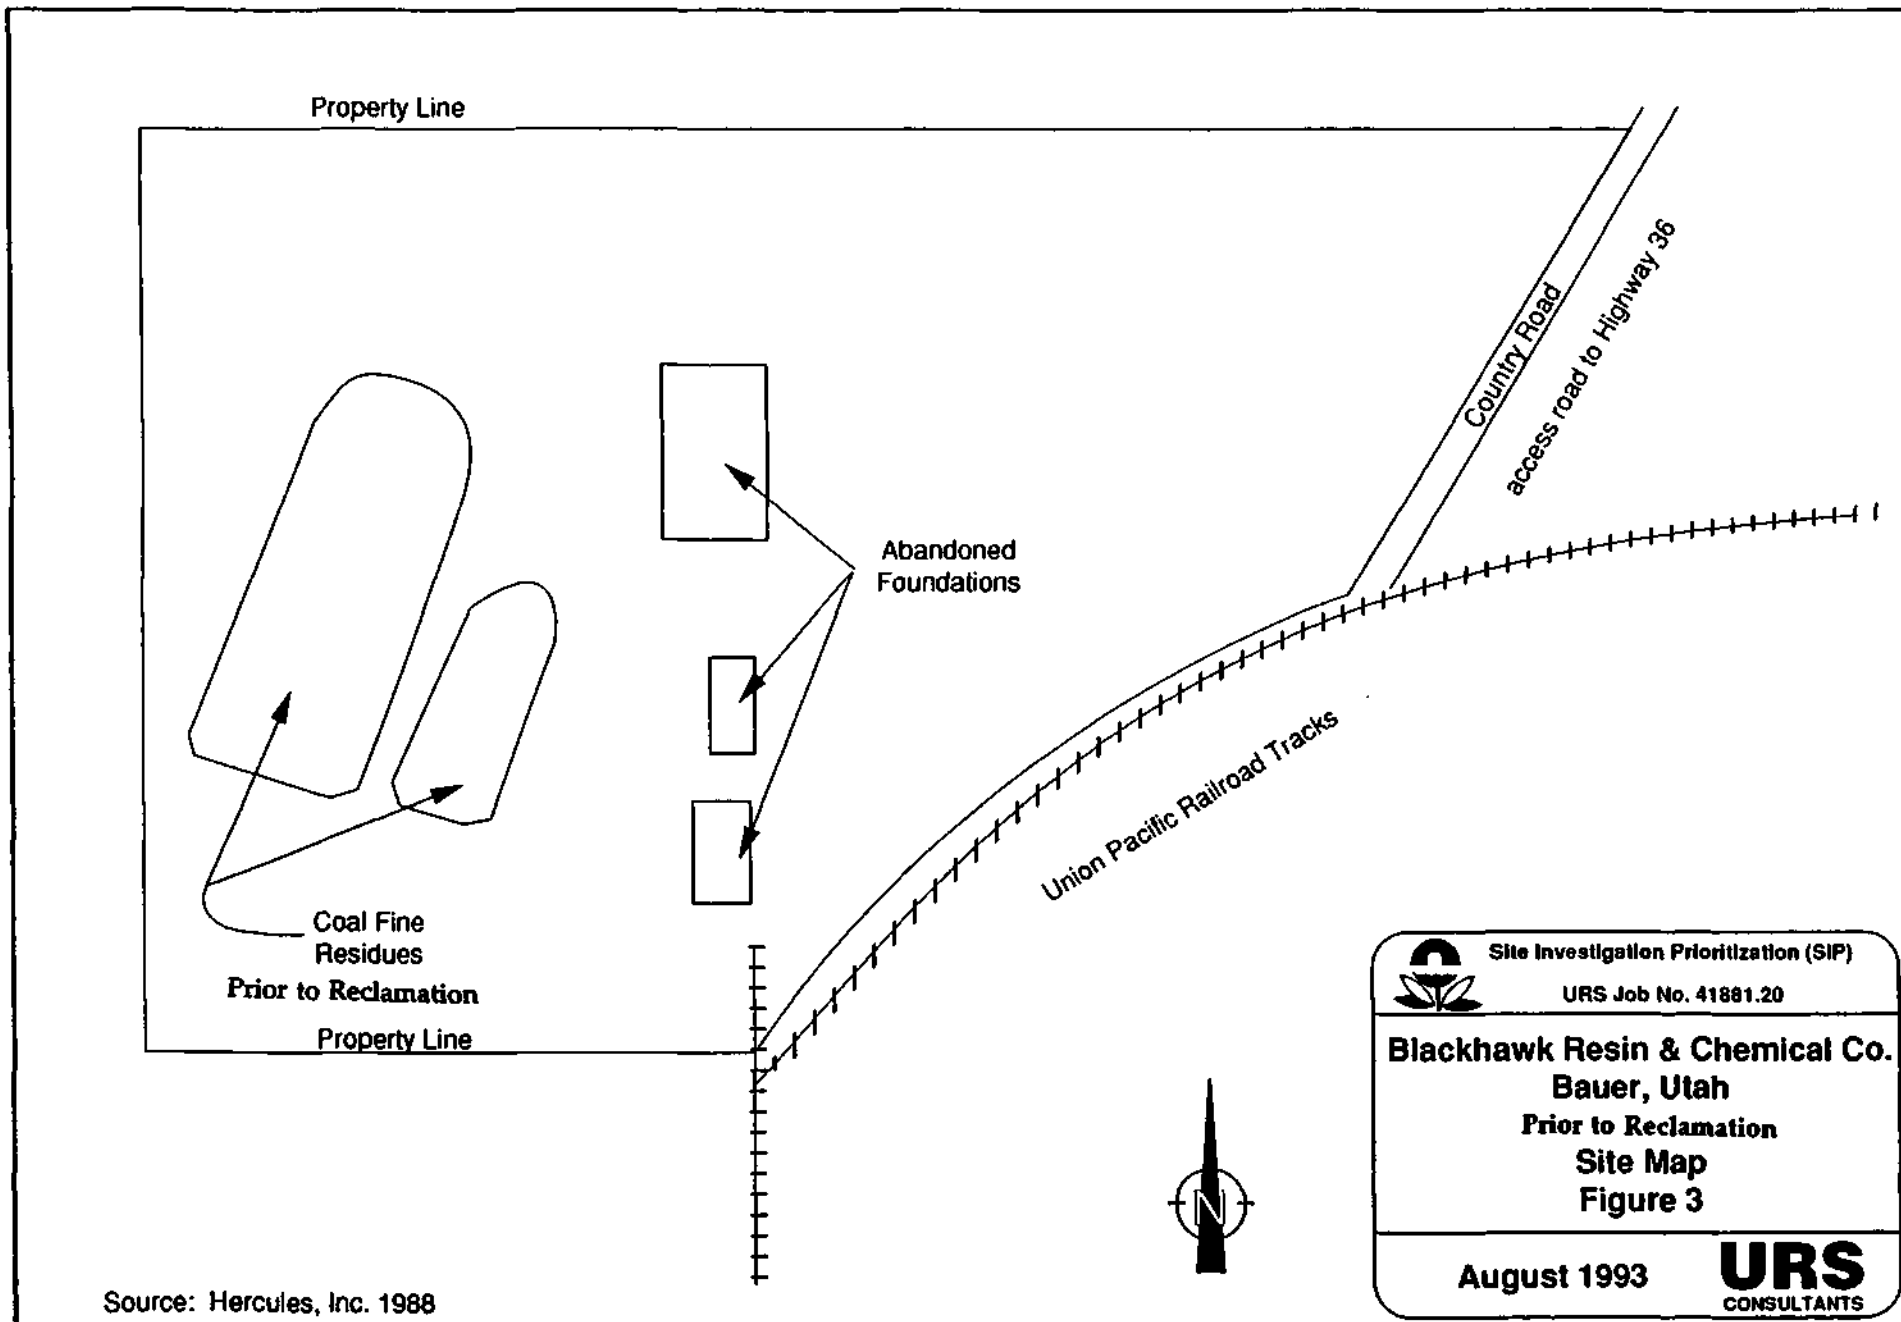 Property Line
Country Road
access road to Highway 36
Abandoned
Foundations
Union Pacific Railroad Tracks
Coal Fine
Residues
Prior to Reclamation
Property Line
N
Source: Hercules, Inc. 1988
Site Investigation Prioritization (SIP)
URS Job No. 41881.20
Blackhawk Resin & Chemical Co.
Bauer, Utah
Prior to Reclamation
Site Map
Figure 3
August 1993
URS
CONSULTANTS